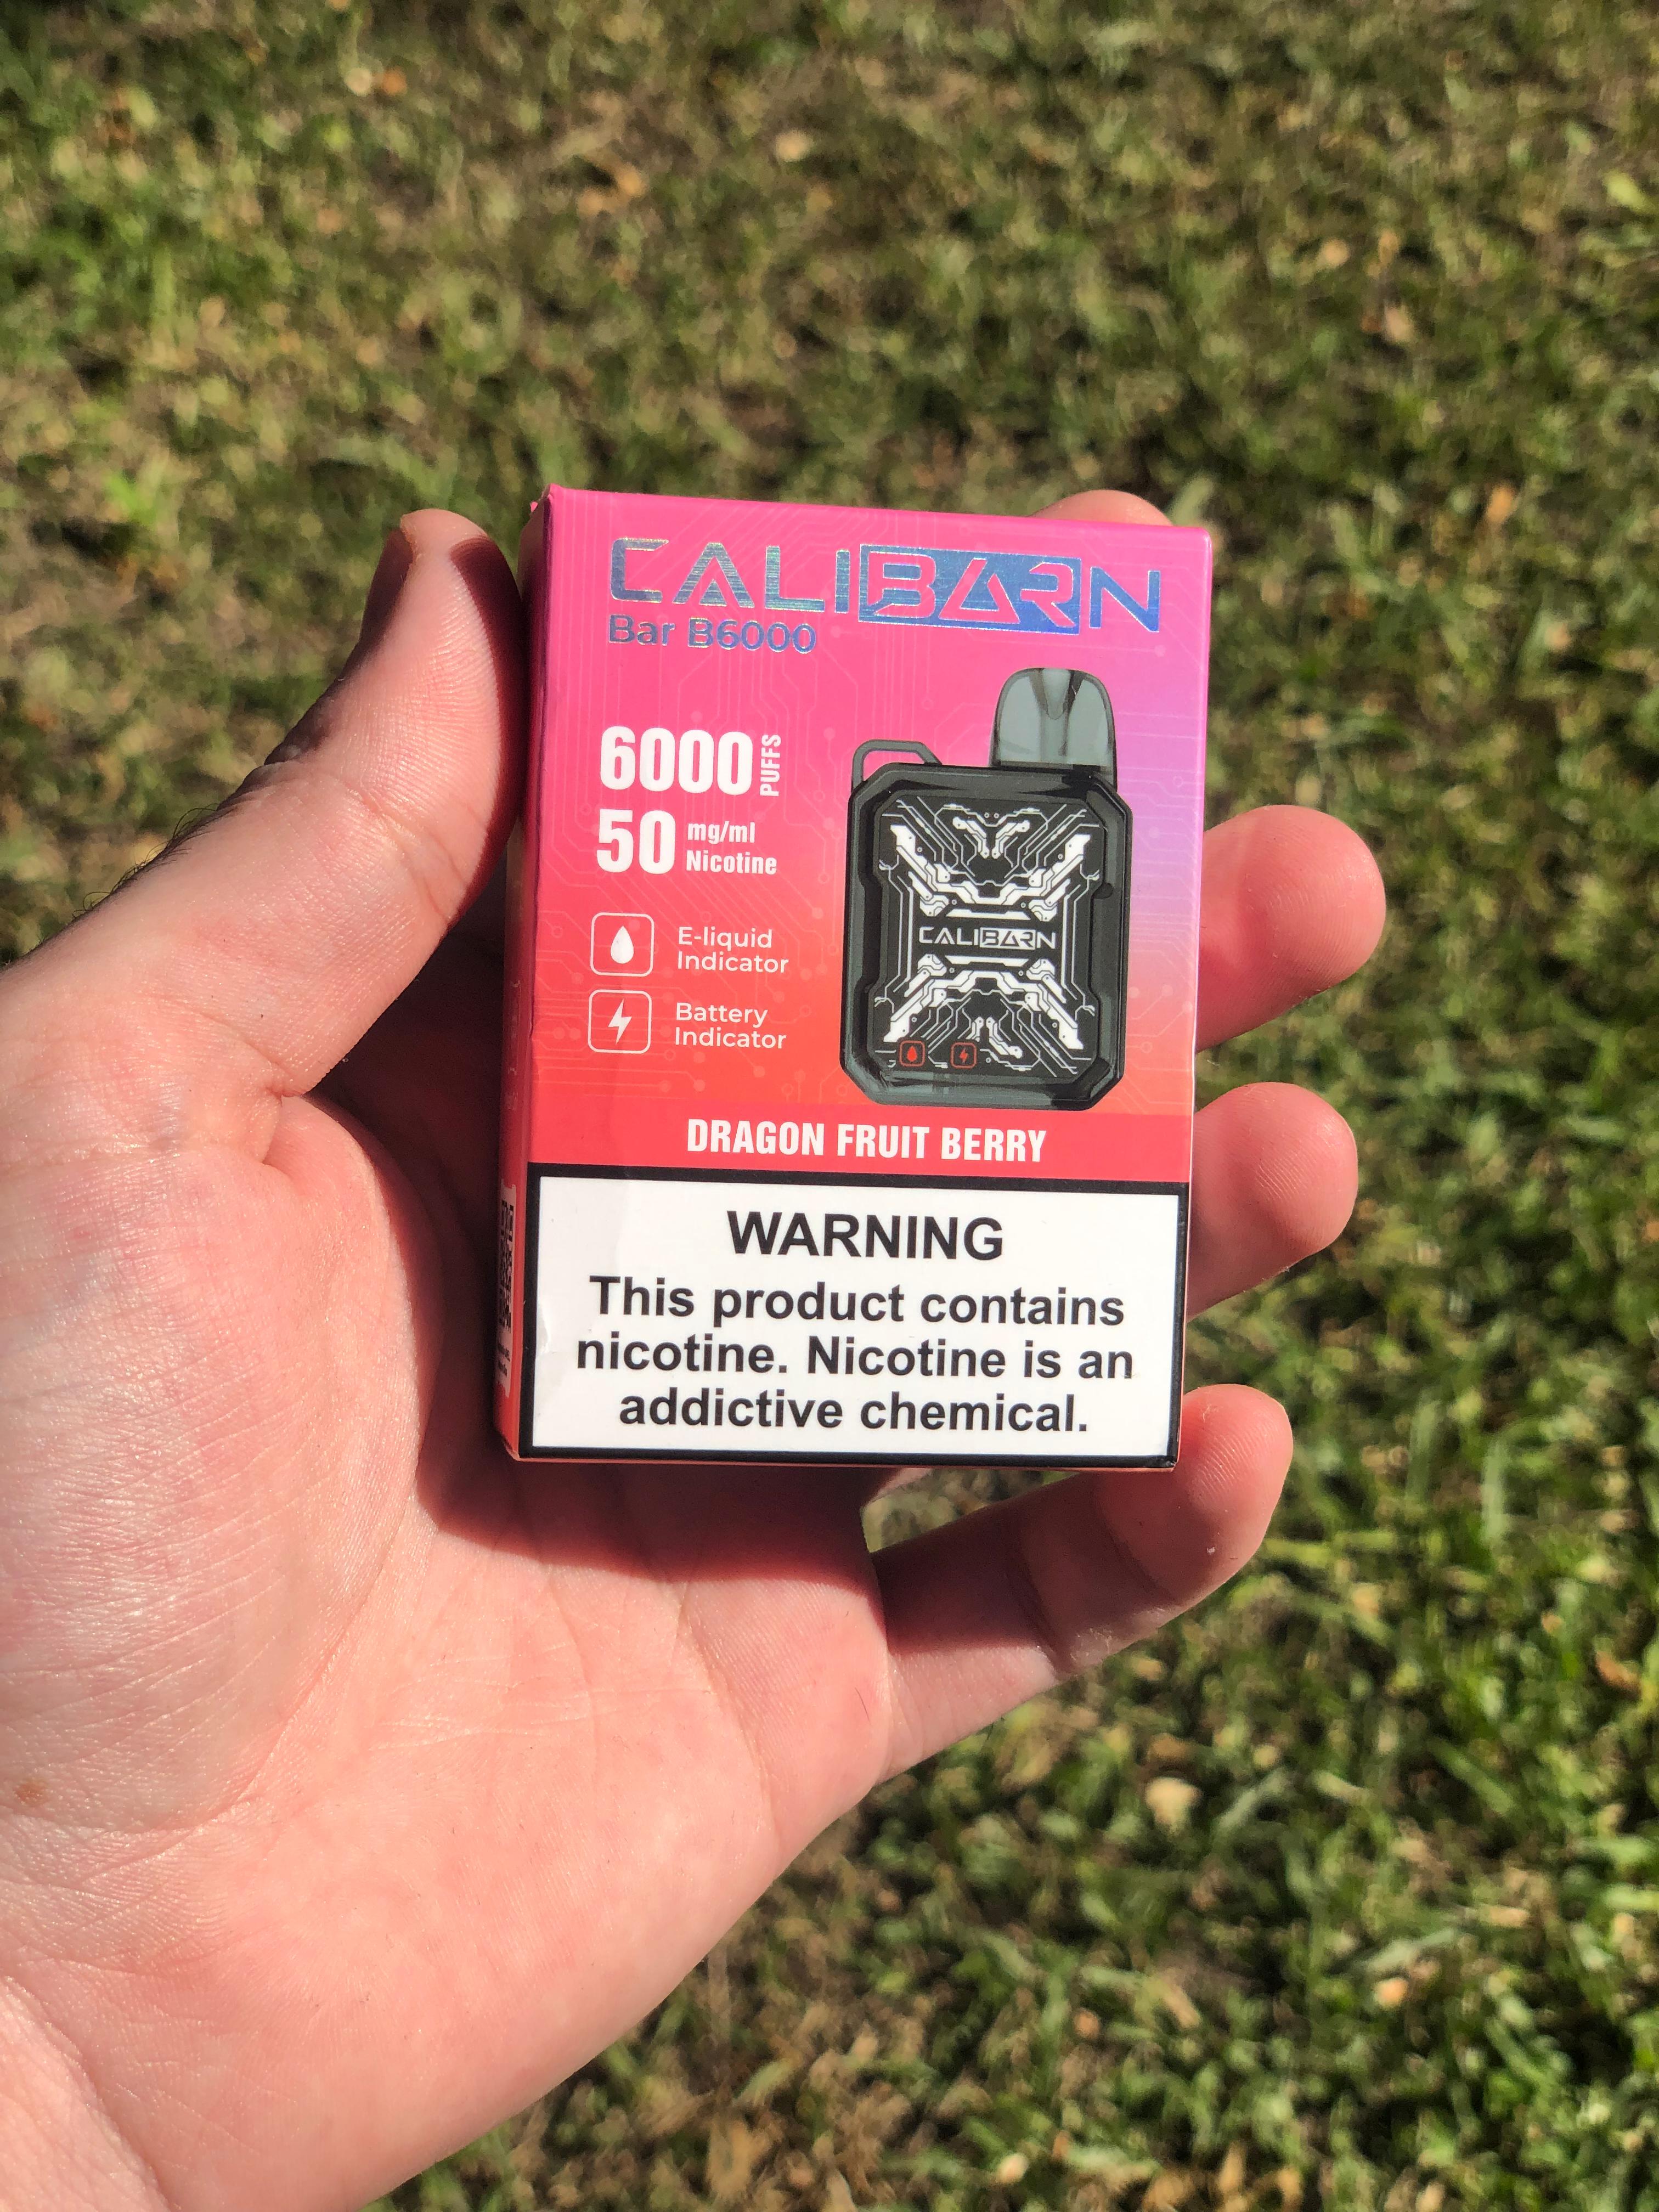 CALIBARN
Bar B6000
6000 PUFFS
50 mg/ml
Nicotine
E-liquid
Indicator
Battery
Indicator
CALIBARN
DRAGON FRUIT BERRY
WARNING
This product contains
nicotine. Nicotine is an
addictive chemical.